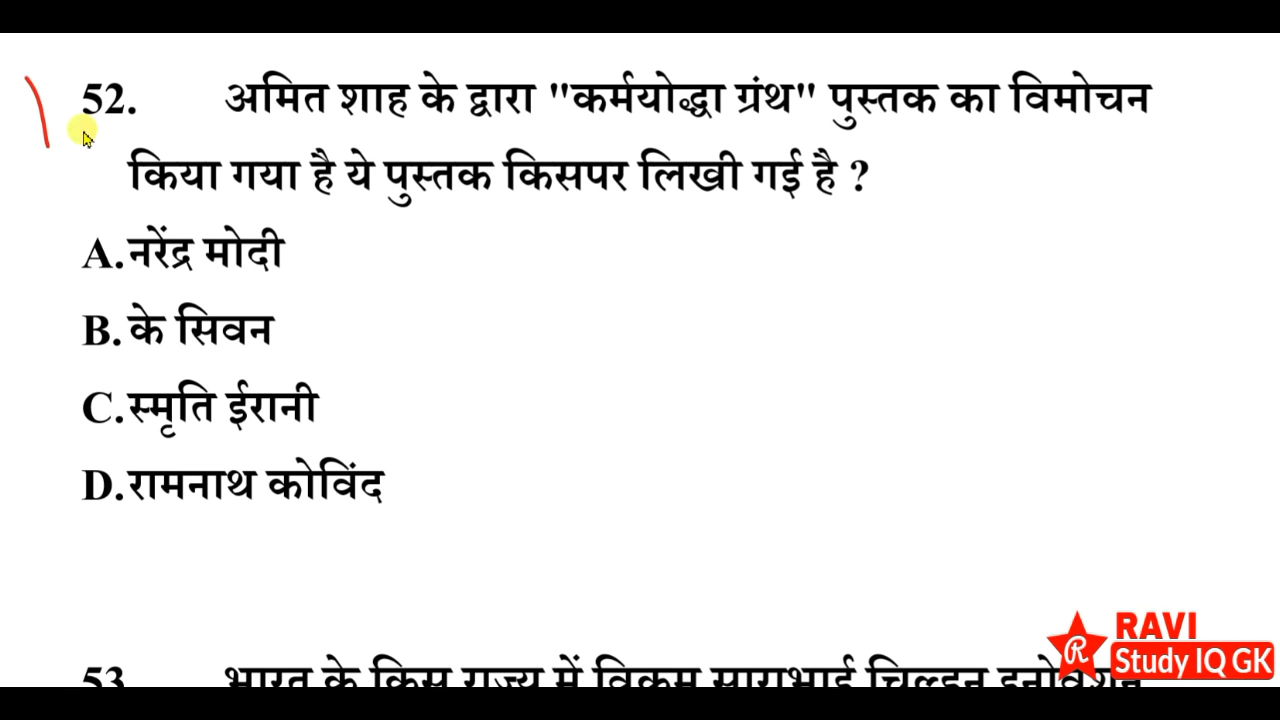 52. अमित शाह के द्वारा "कर्मयोद्धा ग्रंथ" पुस्तक का विमोचन
किया गया है ये पुस्तक किसपर लिखी गई है ?
A. नरेंद्र मोदी
B. के सिवन
C. स्मृति ईरानी
D. रामनाथ कोविंद
RAVI
R Study IQ GK
53 भारत के किस राज्य में विक्रम साराभाई चिल्ड्रन इनोवेशन